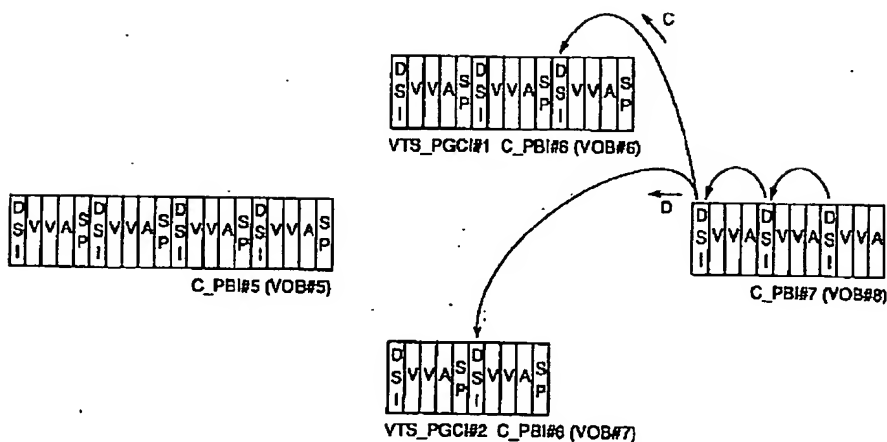 C
DSI V V A SP DSI V V A SP DSI V V A SP
VTS_PGCI#1 C_PBI#6 (VOB#6)
D
DSI V V A SP DSI V V A SP DSI V V A SP DSI V V A SP
C_PBI#5 (VOB#5)
DSI V V A DSI V V A DSI V V A
C_PBI#7 (VOB#8)
DSI V V A SP DSI V V A SP
VTS_PGCI#2 C_PBI#6 (VOB#7)